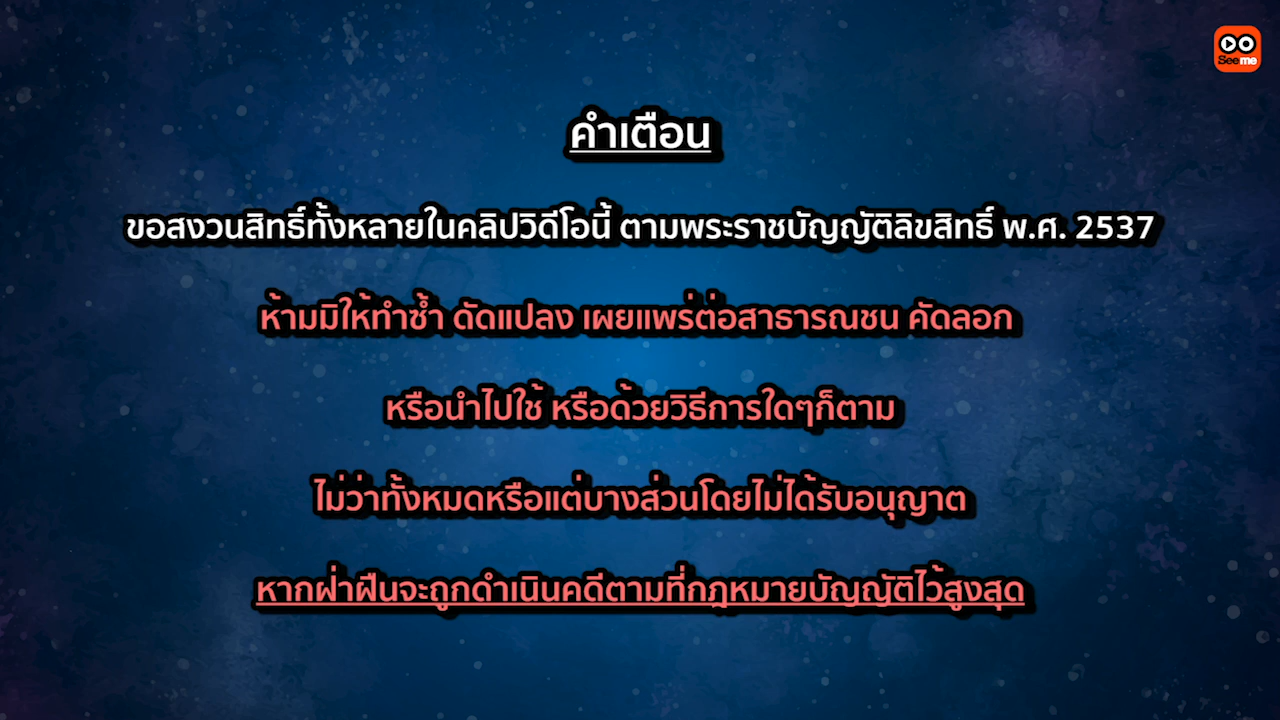 Seeme
คำเตือน
ขอสงวนสิทธิ์ทั้งหลายในคลิปวิดีโอนี้ ตามพระราชบัญญัติลิขสิทธิ์ พ.ศ. 2537
ห้ามมิให้ทำซ้ำ ดัดแปลง เผยแพร่ต่อสาธารณชน คัดลอก
หรือนำไปใช้ หรือด้วยวิธีการใดๆก็ตาม
ไม่ว่าทั้งหมดหรือแต่บางส่วนโดยไม่ได้รับอนุญาต
หากฝ่าฝืนจะถูกดำเนินคดีตามที่กฎหมายบัญญัติไว้สูงสุด